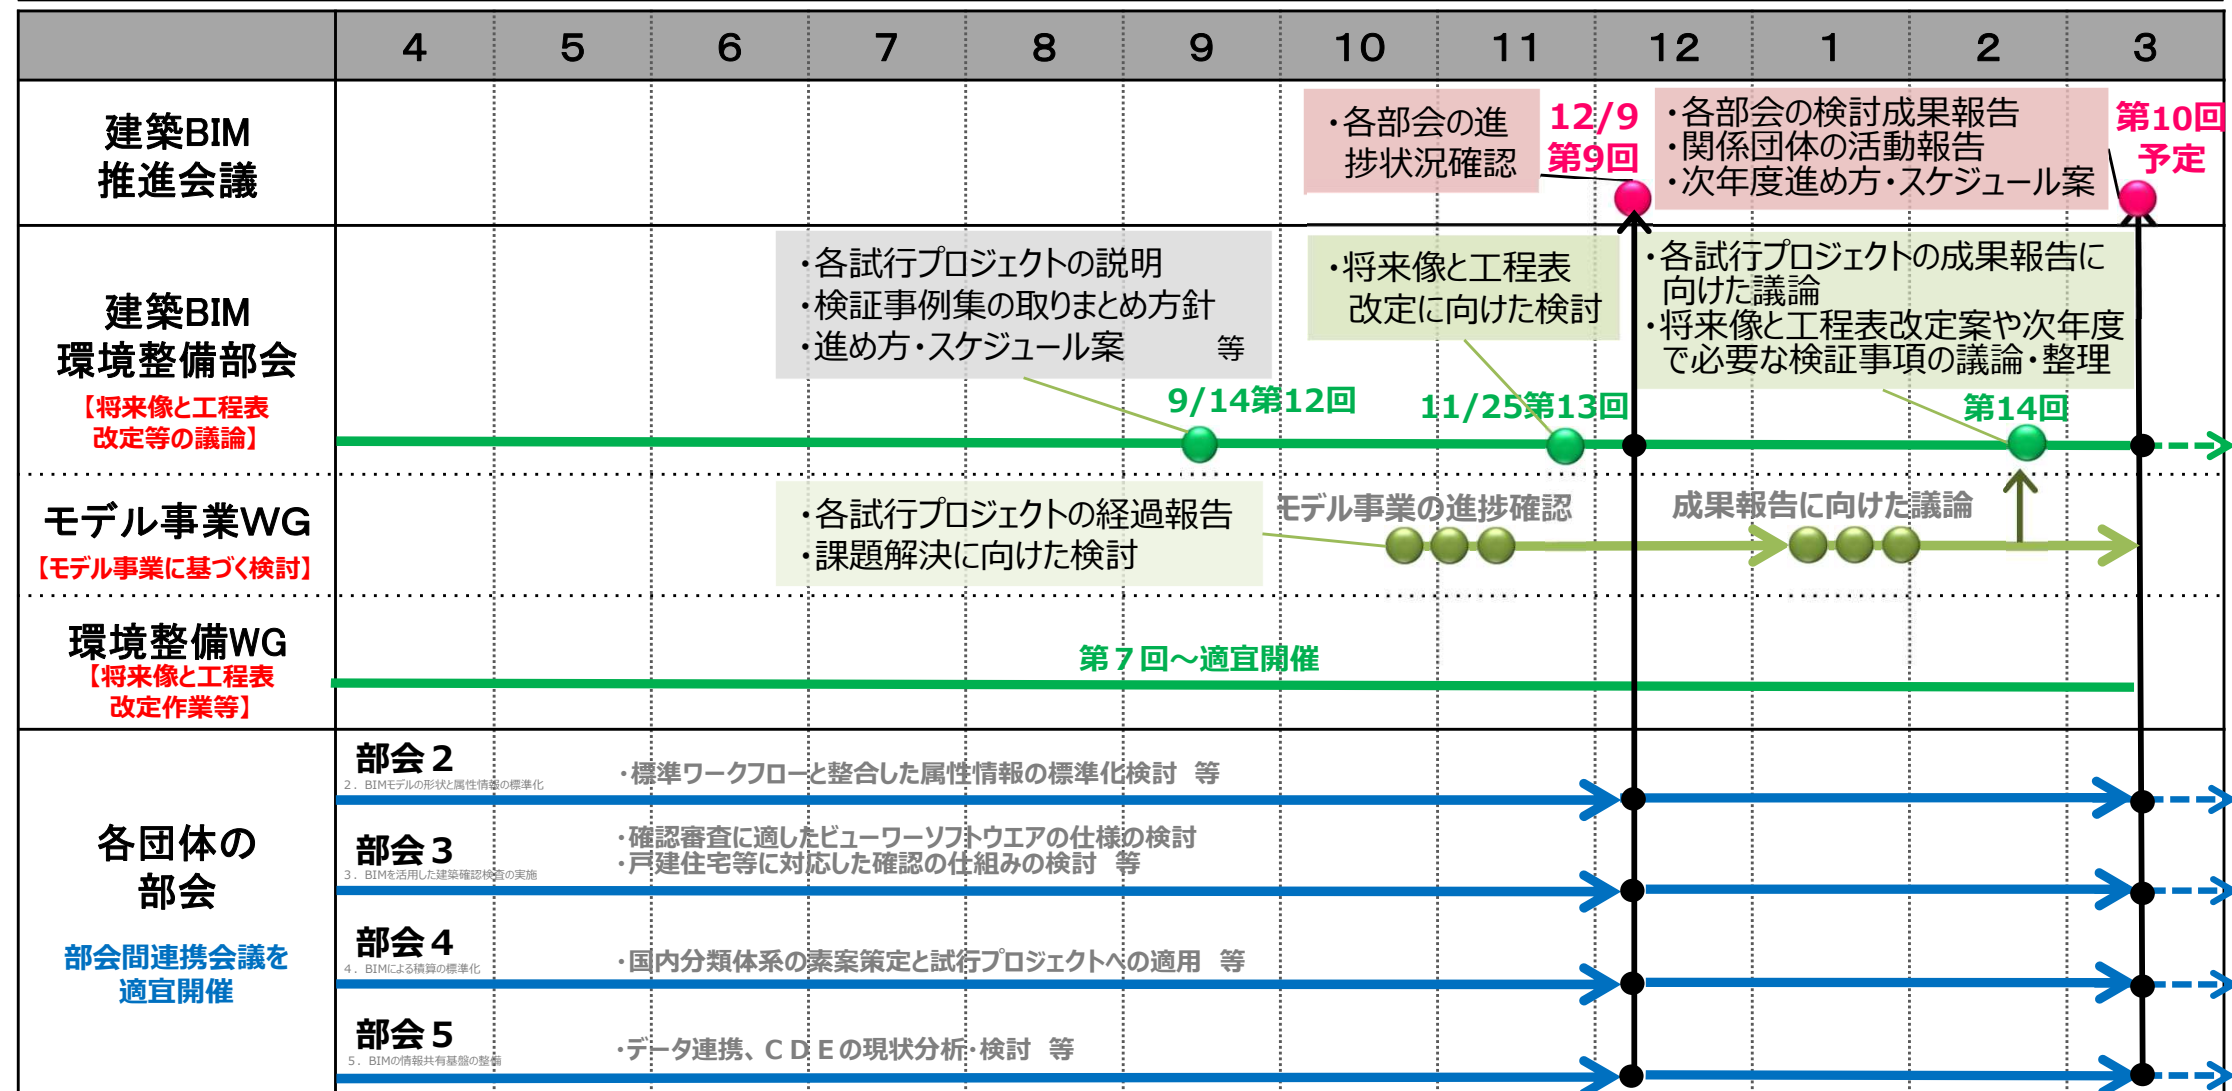 4 5 6 7 8 9 10 11 12 1 2 3
建築BIM
推進会議
・各部会の進
捗状況確認
12/9
第9回
・各部会の検討成果報告
・関係団体の活動報告
・次年度進め方・スケジュール案
第10回
予定
建築BIM
環境整備部会
【将来像と工程表
改定等の議論】
・各試行プロジェクトの説明
・検証事例集の取りまとめ方針
・進め方・スケジュール案 等
・将来像と工程表
改定に向けた検討
・各試行プロジェクトの成果報告に
向けた議論
・将来像と工程表改定案や次年度
で必要な検証事項の議論・整理
9/14第12回
11/25第13回
第14回
モデル事業WG
【モデル事業に基づく検討】
・各試行プロジェクトの経過報告
・課題解決に向けた検討
モデル事業の進捗確認
成果報告に向けた議論
環境整備WG
【将来像と工程表
改定作業等】
第７回～適宜開催
各団体の
部会
部会間連携会議を
適宜開催
部会２
２．BIMモデルの形状と属性情報の標準化
・標準ワークフローと整合した属性情報の標準化検討 等
部会３
３．BIMを活用した建築確認検査の実施
・確認審査に適したビューワーソフトウエアの仕様の検討
・戸建住宅等に対応した確認の仕組みの検討 等
部会４
４．BIMによる積算の標準化
・国内分類体系の素案策定と試行プロジェクトへの適用 等
部会５
５．BIMの情報共有基盤の整備
・データ連携、ＣＤＥの現状分析・検討 等